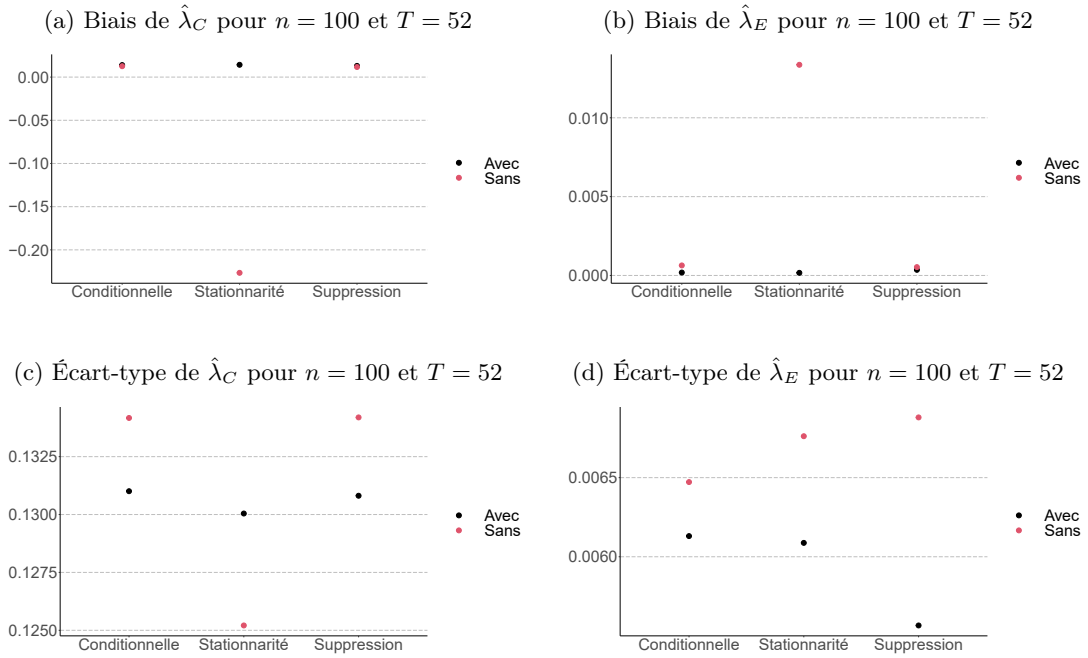 (a) Biais de λ̂_C pour n = 100 et T = 52
0.00
−0.05
−0.10
−0.15
−0.20
Conditionnelle Stationnarité Suppression
Avec
Sans
(b) Biais de λ̂_E pour n = 100 et T = 52
0.010
0.005
0.000
Conditionnelle Stationnarité Suppression
Avec
Sans
(c) Écart-type de λ̂_C pour n = 100 et T = 52
0.1325
0.1300
0.1275
0.1250
Conditionnelle Stationnarité Suppression
Avec
Sans
(d) Écart-type de λ̂_E pour n = 100 et T = 52
0.0065
0.0060
Conditionnelle Stationnarité Suppression
Avec
Sans